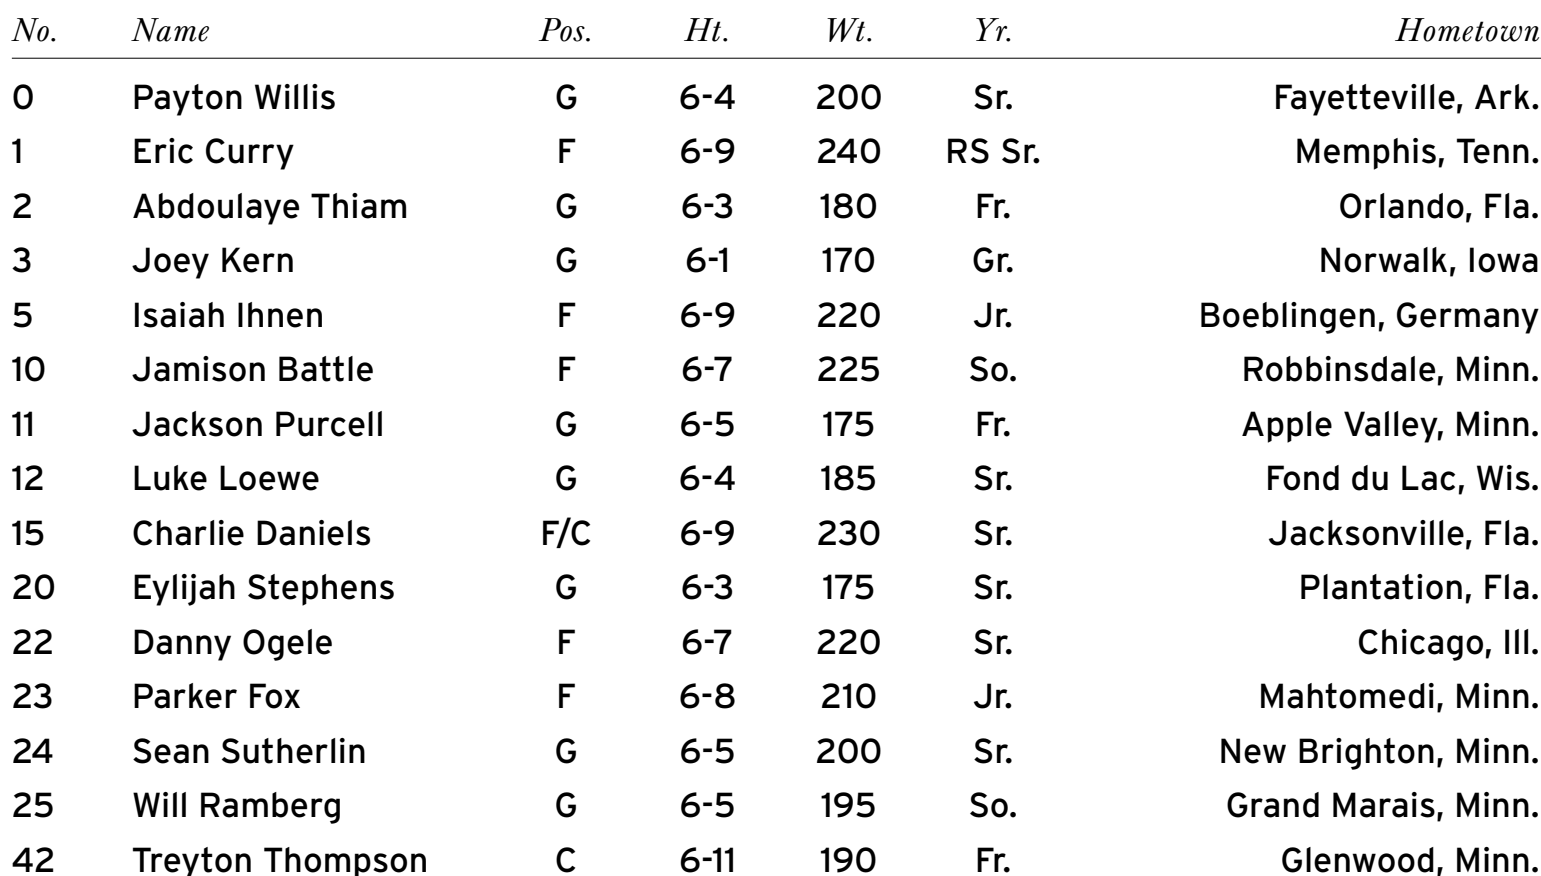 No. Name Pos. Ht. Wt. Yr. Hometown
0 Payton Willis G 6-4 200 Sr. Fayetteville, Ark.
1 Eric Curry F 6-9 240 RS Sr. Memphis, Tenn.
2 Abdoulaye Thiam G 6-3 180 Fr. Orlando, Fla.
3 Joey Kern G 6-1 170 Gr. Norwalk, Iowa
5 Isaiah Ihnen F 6-9 220 Jr. Boeblingen, Germany
10 Jamison Battle F 6-7 225 So. Robbinsdale, Minn.
11 Jackson Purcell G 6-5 175 Fr. Apple Valley, Minn.
12 Luke Loewe G 6-4 185 Sr. Fond du Lac, Wis.
15 Charlie Daniels F/C 6-9 230 Sr. Jacksonville, Fla.
20 Eylijah Stephens G 6-3 175 Sr. Plantation, Fla.
22 Danny Ogele F 6-7 220 Sr. Chicago, Ill.
23 Parker Fox F 6-8 210 Jr. Mahtomedi, Minn.
24 Sean Sutherlin G 6-5 200 Sr. New Brighton, Minn.
25 Will Ramberg G 6-5 195 So. Grand Marais, Minn.
42 Treyton Thompson C 6-11 190 Fr. Glenwood, Minn.